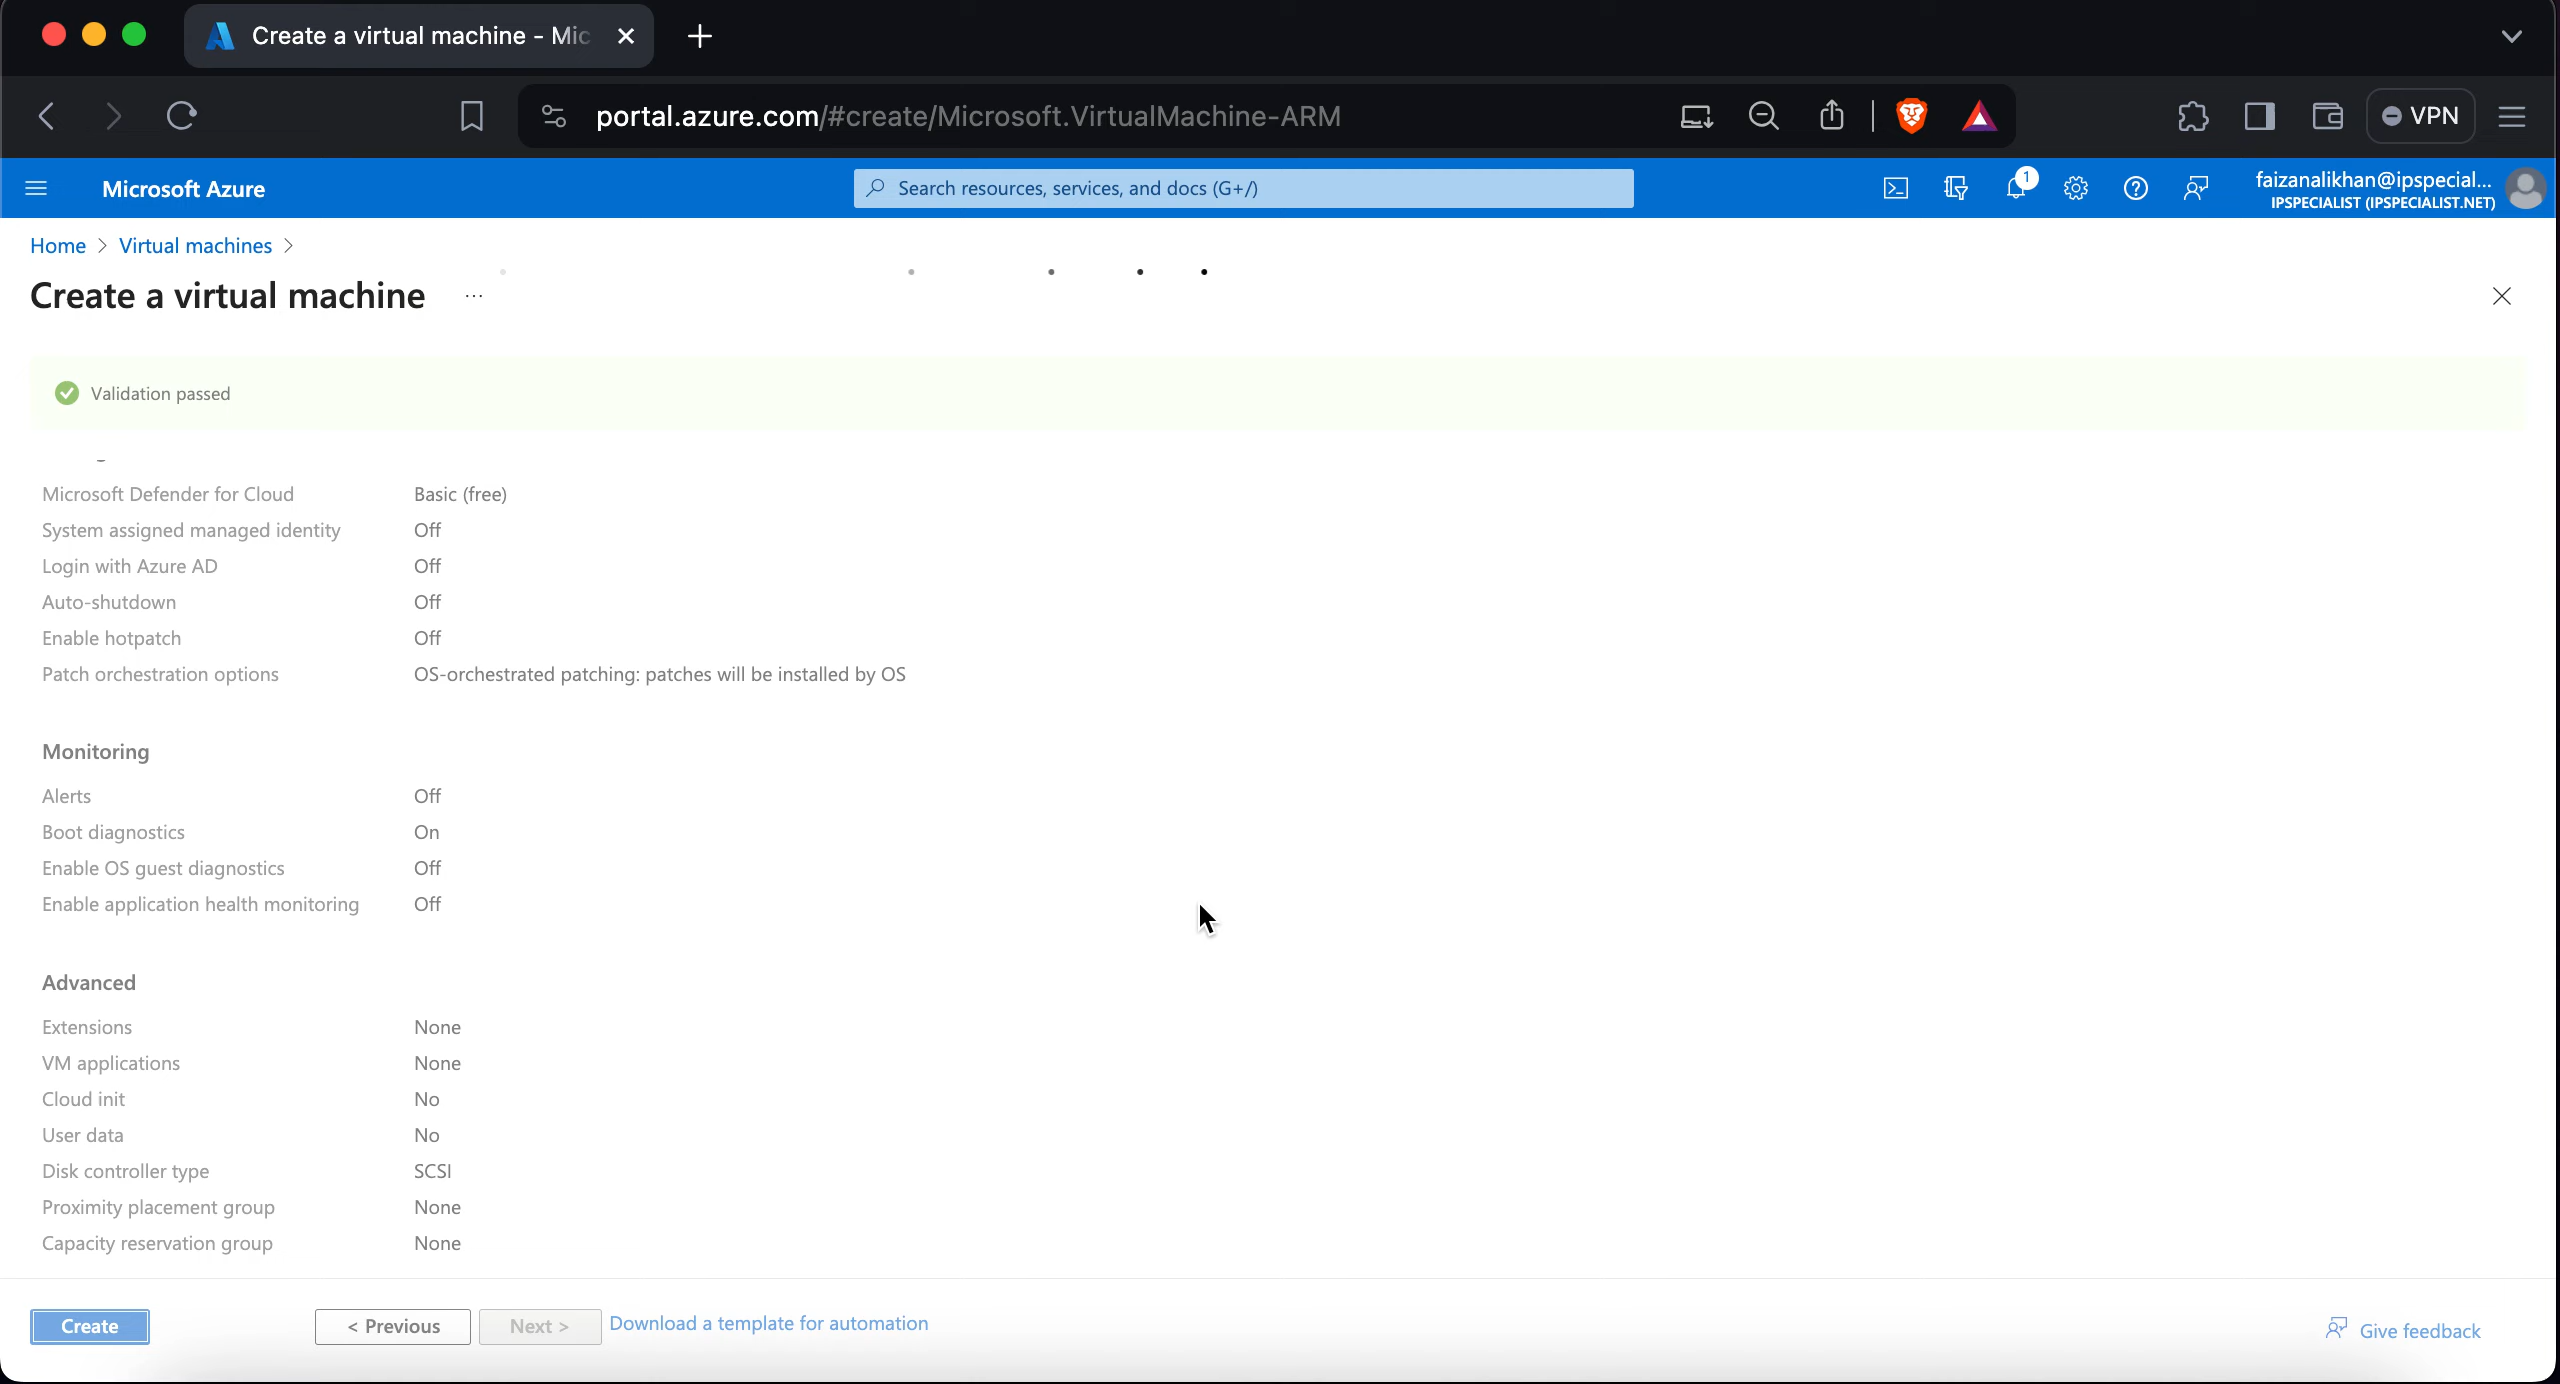 Create a virtual machine - Mic
portal.azure.com/#create/Microsoft.VirtualMachine-ARM
VPN
Microsoft Azure
Search resources, services, and docs (G+/)
1
faizanalikhan@ipspecial...
IPSPECIALIST (IPSPECIALIST.NET)
Home > Virtual machines >
Create a virtual machine ...
Validation passed
Microsoft Defender for Cloud Basic (free)
System assigned managed identity Off
Login with Azure AD Off
Auto-shutdown Off
Enable hotpatch Off
Patch orchestration options OS-orchestrated patching: patches will be installed by OS
Monitoring
Alerts Off
Boot diagnostics On
Enable OS guest diagnostics Off
Enable application health monitoring Off
Advanced
Extensions None
VM applications None
Cloud init No
User data No
Disk controller type SCSI
Proximity placement group None
Capacity reservation group None
Create < Previous Next > Download a template for automation Give feedback